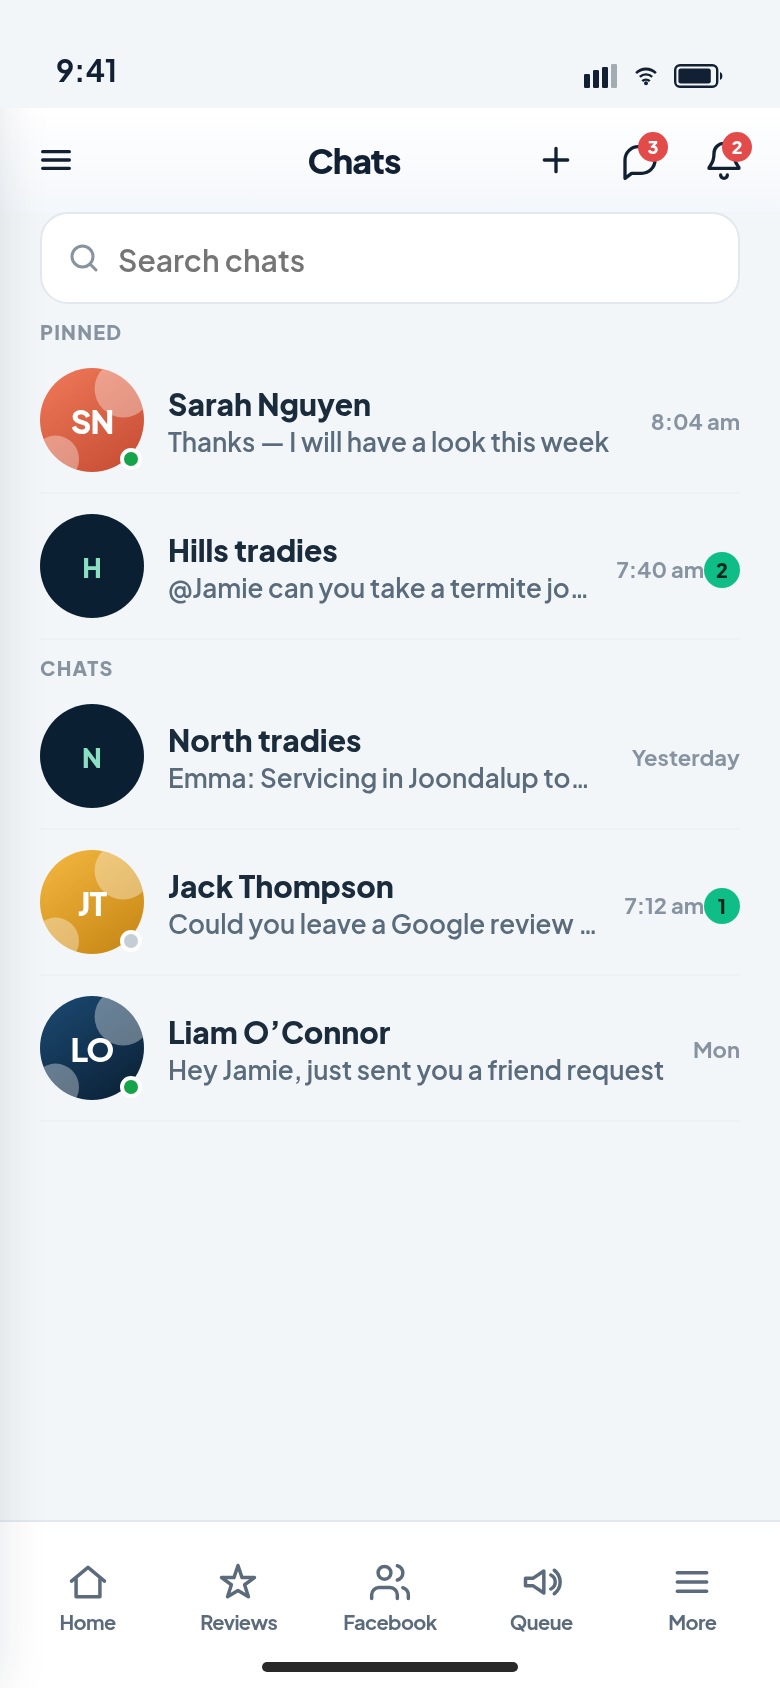 9:41
Chats
3
2
Search chats
PINNED
SN
Sarah Nguyen
Thanks — I will have a look this week
8:04 am
H
Hills tradies
@Jamie can you take a termite jo...
7:40 am
2
CHATS
N
North tradies
Emma: Servicing in Joondalup to...
Yesterday
JT
Jack Thompson
Could you leave a Google review ...
7:12 am
1
LO
Liam O’Connor
Hey Jamie, just sent you a friend request
Mon
Home
Reviews
Facebook
Queue
More